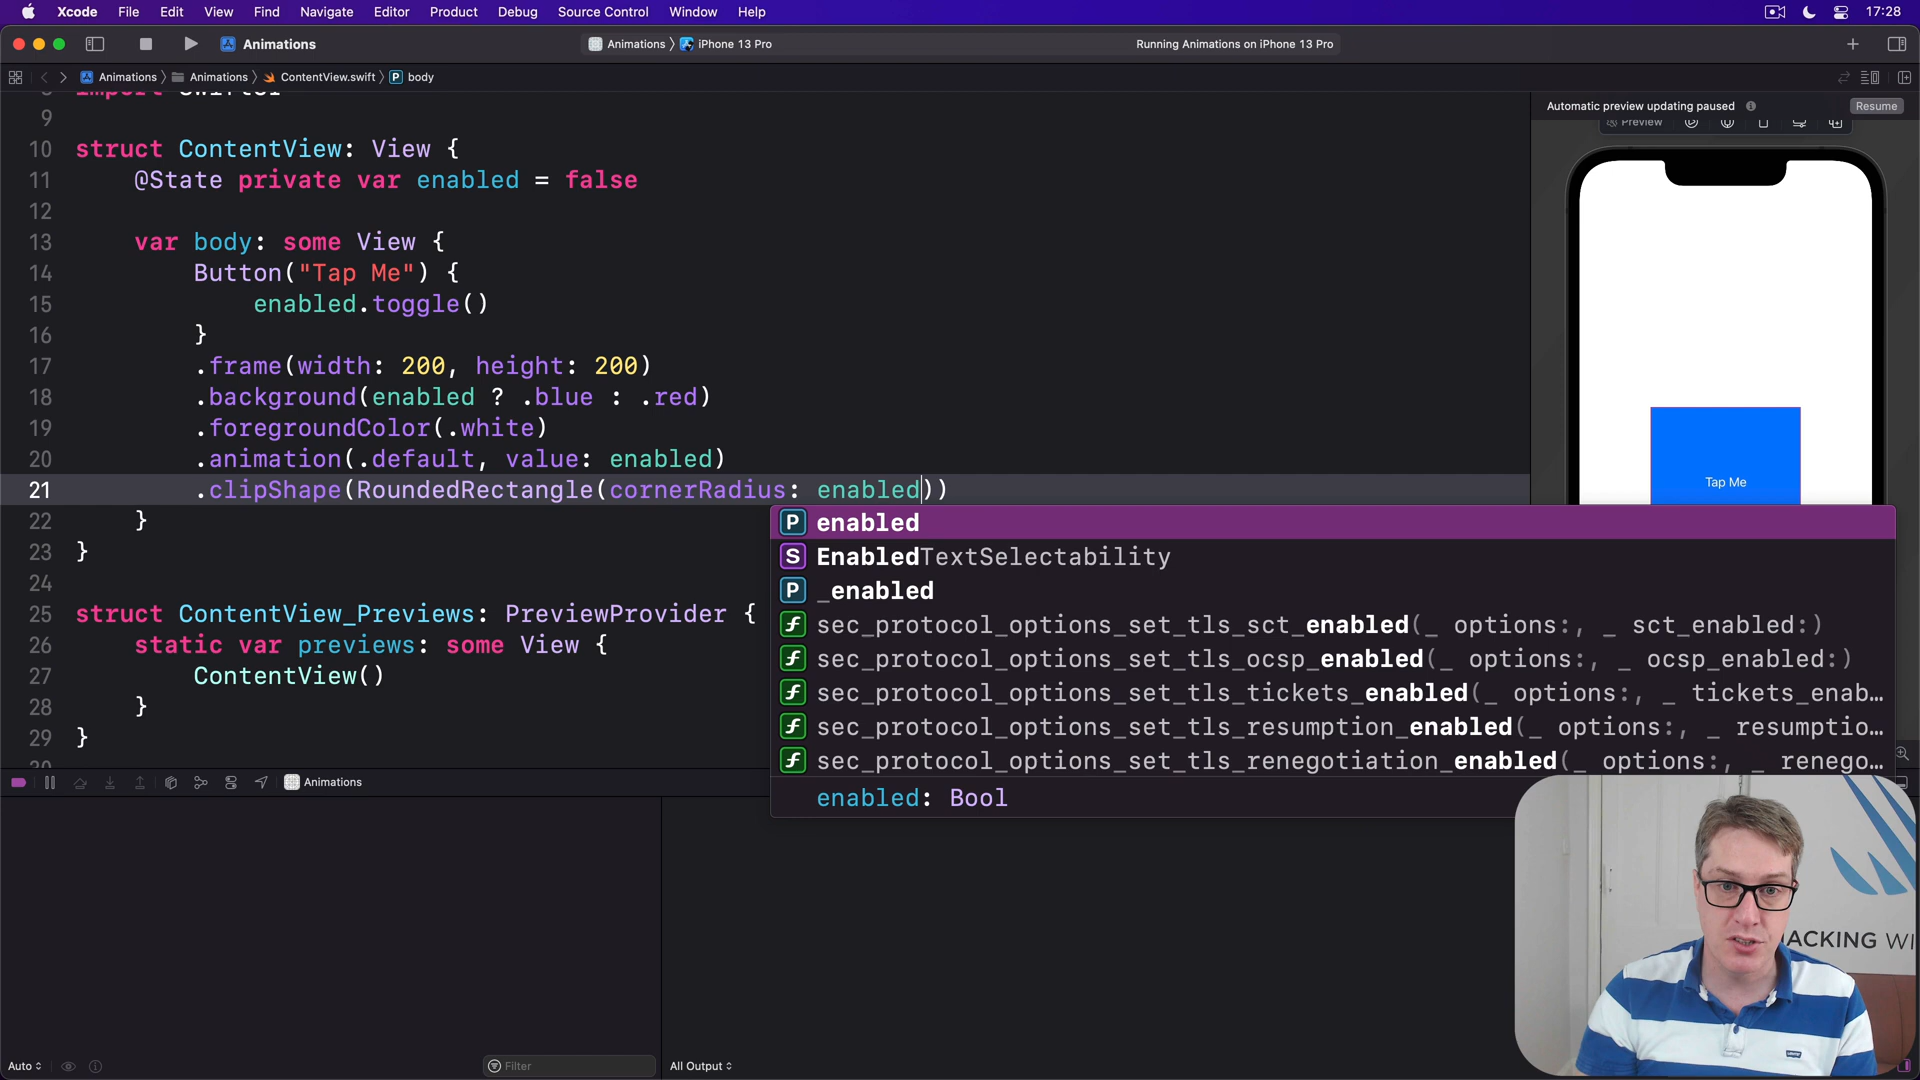 Xcode File Edit View Find Navigate Editor Product Debug Source Control Window Help 17:28
Animations Animations 〉 iPhone 13 Pro Running Animations on iPhone 13 Pro
Animations 〉 Animations 〉 ContentView.swift 〉 P body
8 import SwiftUI
Automatic preview updating paused Resume
Preview
9
10 struct ContentView: View {
11 @State private var enabled = false
12
13 var body: some View {
14 Button("Tap Me") {
15 enabled.toggle()
16 }
17 .frame(width: 200, height: 200)
18 .background(enabled ? .blue : .red)
19 .foregroundColor(.white)
20 .animation(.default, value: enabled)
21 .clipShape(RoundedRectangle(cornerRadius: enabled))
22 }
23 }
24
25 struct ContentView_Previews: PreviewProvider {
26 static var previews: some View {
27 ContentView()
28 }
29 }
30
Tap Me
P enabled
S EnabledTextSelectability
P _enabled
f sec_protocol_options_set_tls_sct_enabled(_ options:, _ sct_enabled:)
f sec_protocol_options_set_tls_ocsp_enabled(_ options:, _ ocsp_enabled:)
f sec_protocol_options_set_tls_tickets_enabled(_ options:, _ tickets_enab…
f sec_protocol_options_set_tls_resumption_enabled(_ options:, _ resumptio…
f sec_protocol_options_set_tls_renegotiation_enabled(_ options:, _ renego…
enabled: Bool
Animations
HACKING WI
Auto Filter All Output